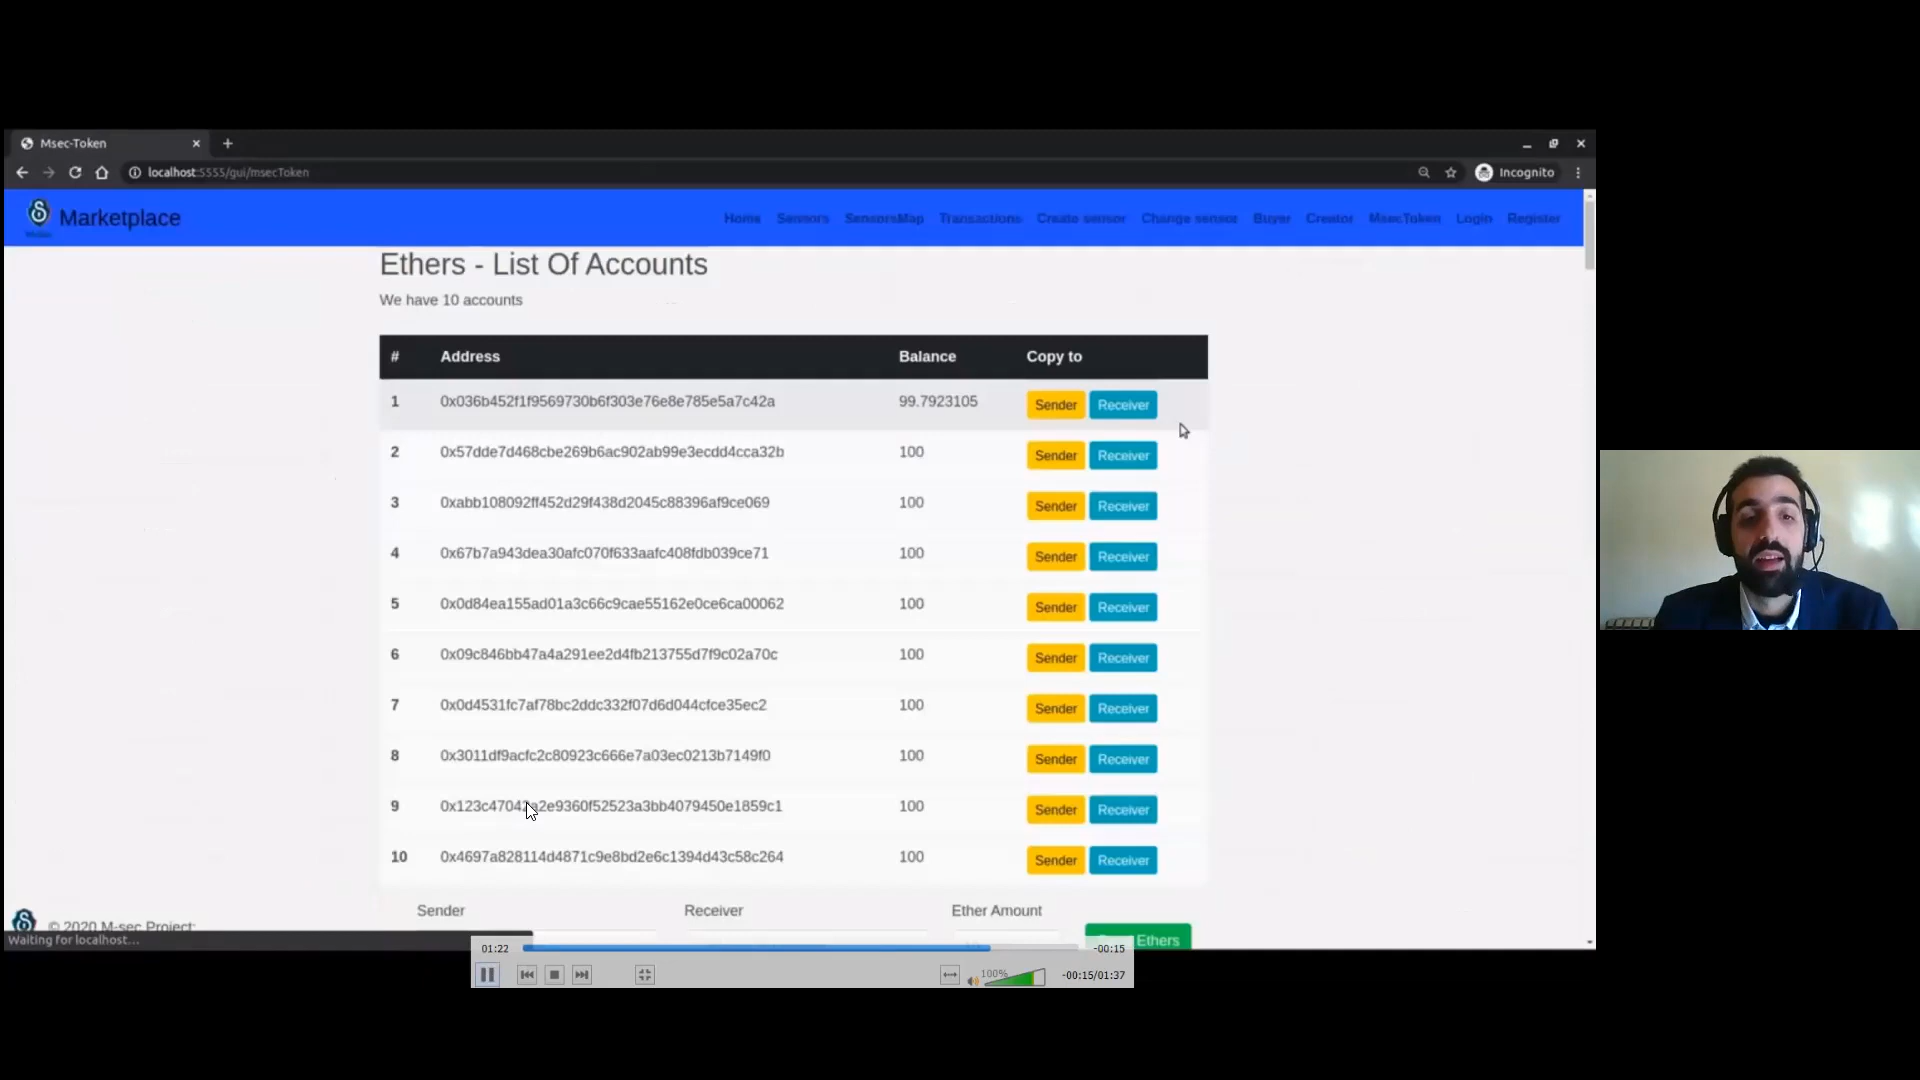 Msec-Token
localhost:5555/gui/msecToken
Incognito
Marketplace
Home Sensors SensorsMap Transactions Create sensor Change sensor Buyer Creator MsecToken Login Register
Ethers - List Of Accounts
We have 10 accounts
# Address Balance Copy to
1 0x036b452f1f9569730b6f303e76e8e785e5a7c42a 99.7923105 Sender Receiver
2 0x57dde7d468cbe269b6ac902ab99e3ecdd4cca32b 100 Sender Receiver
3 0xabb108092ff452d29f438d2045c88396af9ce069 100 Sender Receiver
4 0x67b7a943dea30afc070f633aafc408fdb039ce71 100 Sender Receiver
5 0x0d84ea155ad01a3c66c9cae55162e0ce6ca00062 100 Sender Receiver
6 0x09c846bb47a4a291ee2d4fb213755d7f9c02a70c 100 Sender Receiver
7 0x0d4531fc7af78bc2ddc332f07d6d044cfce35ec2 100 Sender Receiver
8 0x3011df9acfc2c80923c666e7a03ec0213b7149f0 100 Sender Receiver
9 100 Sender Receiver
10 0x4697a828114d4871c9e8bd2e6c1394d43c58c264 100 Sender Receiver
Sender Receiver Ether Amount
© 2020 M-sec Project:
Ethers
Waiting for localhost...
01:22 -00:15
100%
-00:15/01:37